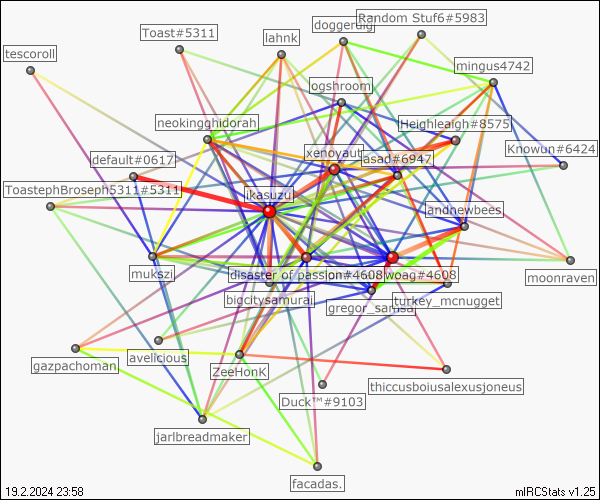 Random Stuf6#5983
doggerulg
Toast#5311
lahnk
tescoroll
mingus4742
ogshroom
neokingghidorah
Heighleaigh#8575
Knowun#6424
xenoyaut
asad#6947
default#0617
ToastephBroseph5311#5311
ikasuzu
andnewbees
mukszi
disaster of passion#4608
woag#4608
moonraven
bigcitysamurai
turkey_mcnugget
gregor_samsa
avelicious
gazpachoman
ZeeHonK
thiccusboiusalexusjoneus
Duck™#9103
jarlbreadmaker
facadas.
19.2.2024 23:58
mIRCStats v1.25